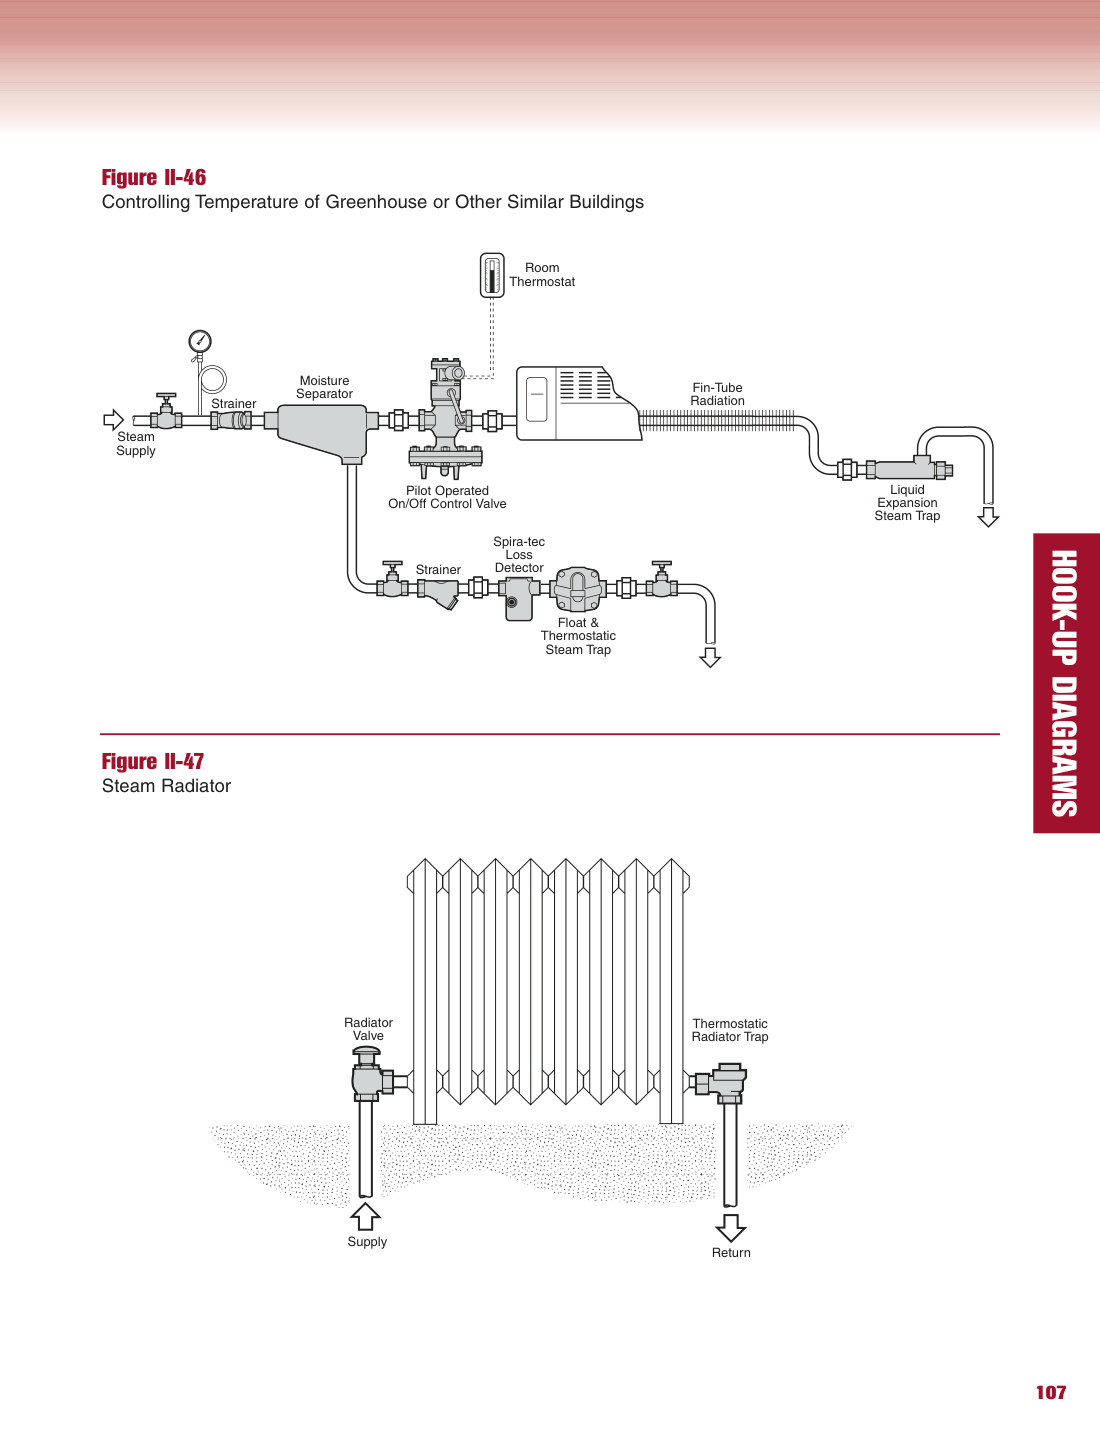 Figure II-46
Controlling Temperature of Greenhouse or Other Similar Buildings
Room
Thermostat
Moisture
Separator
Strainer
Fin-Tube
Radiation
Steam
Supply
Pilot Operated
On/Off Control Valve
Liquid
Expansion
Steam Trap
Spira-tec
Loss
Detector
Strainer
Float &
Thermostatic
Steam Trap
HOOK-UP DIAGRAMS
Figure II-47
Steam Radiator
Radiator
Valve
Thermostatic
Radiator Trap
Supply
Return
107